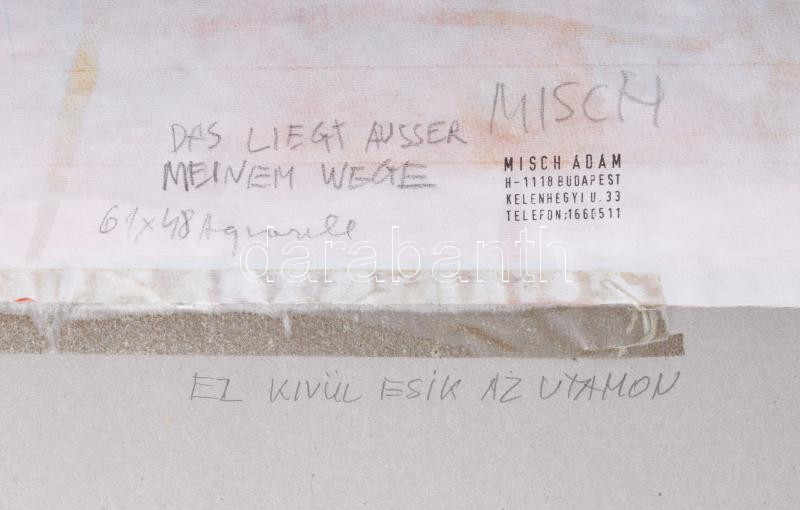 MISCH
DAS LIEGT AUSSER
MEINEM WEGE
61x48 Aquarelle
MISCH ÁDÁM
H-1118 BUDAPEST
KELENHEGYI U. 33
TELEFON:1660511
darabanth
EZ KIVÜL ESIK AZ UTAMON